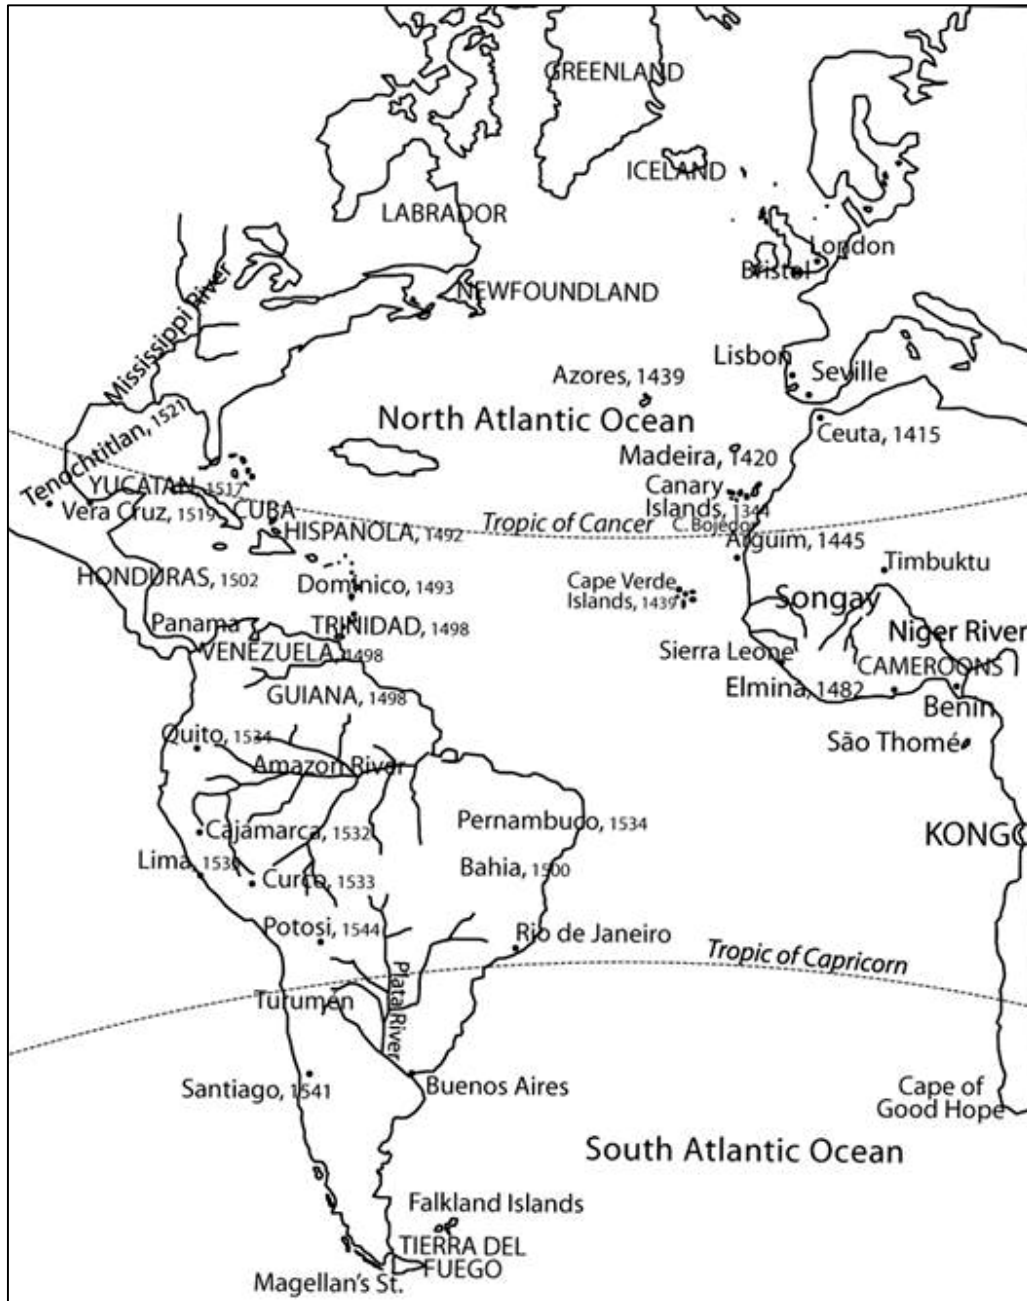 GREENLAND
ICELAND
LABRADOR
London
Bristol
NEWFOUNDLAND
Mississippi River
Lisbon
Seville
Azores, 1439
North Atlantic Ocean
Ceuta, 1415
Tenochtitlan, 1521
Madeira, 1420
YUCATAN, 1517
Canary
Islands, 1344
Vera Cruz, 1519
CUBA
Tropic of Cancer
C. Bojédor
HISPANOLA, 1492
Arguim, 1445
Timbuktu
HONDURAS, 1502
Dominico, 1493
Cape Verde
Islands, 1439
Songay
Panama
TRINIDAD, 1498
Niger River
VENEZUELA, 1498
Sierra Leone
CAMEROONS
GUIANA, 1498
Elmina, 1482
Benin
Quito, 1534
São Thomé
Amazon River
Cajamarca, 1532
Pernambuco, 1534
KONGO
Lima,
Bahia, 1500
Curco, 1533
Potosi, 1544
Rio de Janeiro
Tropic of Capricorn
Plata River
Turumén
Santiago, 1541
Buenos Aires
Cape of
Good Hope
South Atlantic Ocean
Falkland Islands
TIERRA DEL
FUEGO
Magellan's St.